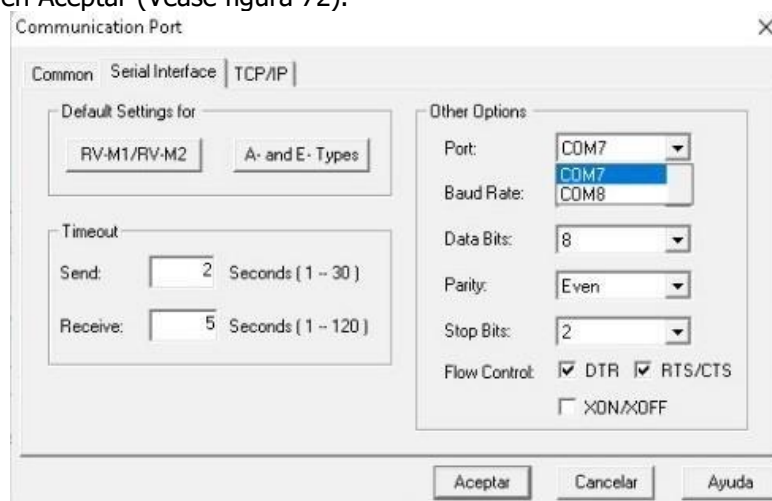 en Aceptar (Véase figura 72).
Communication Port
Common Serial Interface TCP/IP
Default Settings for
RV-M1/RV-M2 A- and E- Types
Timeout
Send: 2 Seconds ( 1 -- 30 )
Receive: 5 Seconds ( 1 -- 120 )
Other Options
Port: COM7
COM7
COM8
Baud Rate:
Data Bits: 8
Parity: Even
Stop Bits: 2
Flow Control: DTR RTS/CTS
XON/XOFF
Aceptar Cancelar Ayuda